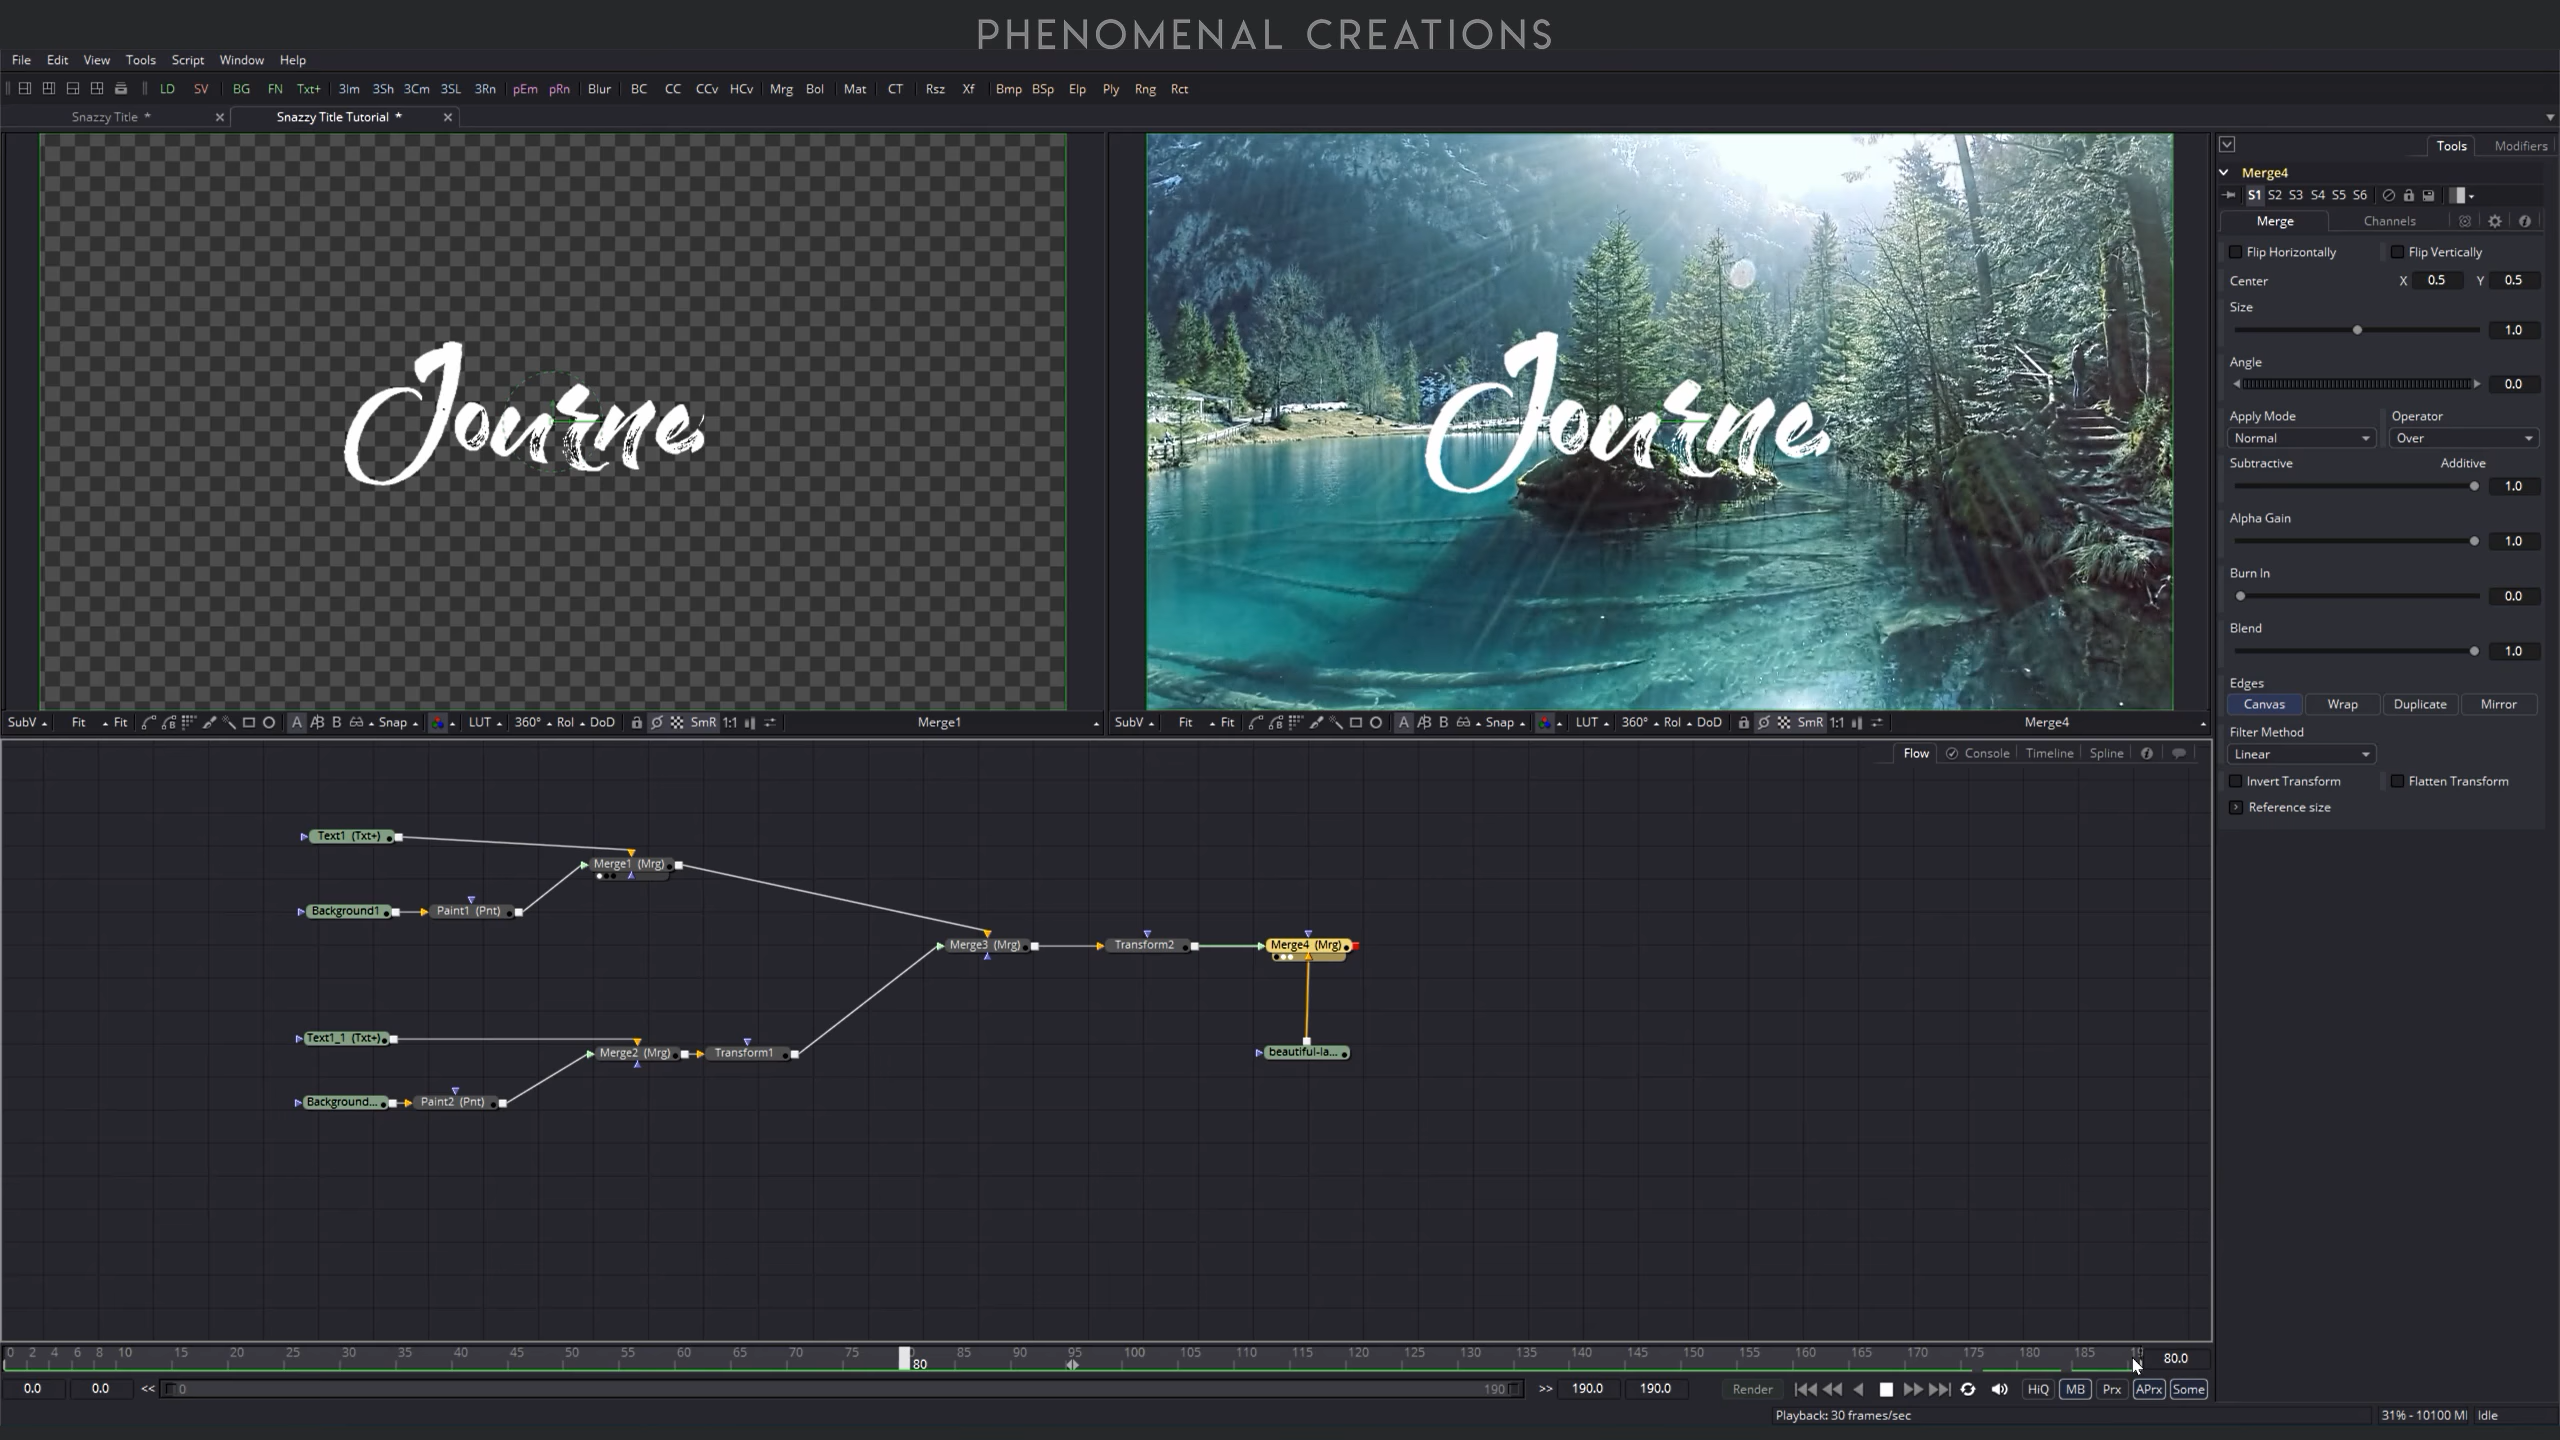 PHENOMENAL CREATIONS
File Edit View Tools Script Window Help
LD SV BG FN Txt+ 3Im 3Sh 3Cm 3SL 3Rn pEm pRn Blur BC CC CCv HCv Mrg Bol Mat CT Rsz Xf Bmp BSp Elp Ply Rng Rct
Snazzy Title * Snazzy Title Tutorial *
Tools Modifiers
Merge4
S1 S2 S3 S4 S5 S6
Merge Channels
Flip Horizontally Flip Vertically
Center X 0.5 Y 0.5
Size
1.0
Angle
0.0
Apply Mode Operator
Normal Over
Subtractive Additive
1.0
Alpha Gain
1.0
Burn In
0.0
Blend
1.0
Edges
Canvas Wrap Duplicate Mirror
Filter Method
Linear
Invert Transform Flatten Transform
Reference size
Journe
Journe
SubV Fit Fit A B Snap LUT 360° RoI DoD SmR 1:1 Merge1
SubV Fit Fit A B Snap LUT 360° RoI DoD SmR 1:1 Merge4
Flow Console Timeline Spline
Text1 (Txt+)
Merge1 (Mrg)
Background1 Paint1 (Pnt)
Merge3 (Mrg) Transform2 Merge4 (Mrg)
Text1_1 (Txt+)
Merge2 (Mrg) Transform1 beautiful-la...
Background... Paint2 (Pnt)
0 2 4 6 8 10 15 20 25 30 35 40 45 50 55 60 65 70 75 80 85 90 95 100 105 110 115 120 125 130 135 140 145 150 155 160 165 170 175 180 185 80.0
0.0 0.0 << 0 190 >> 190.0 190.0 Render HiQ MB Prx APrx Some
Playback: 30 frames/sec 31% - 10100 MI Idle